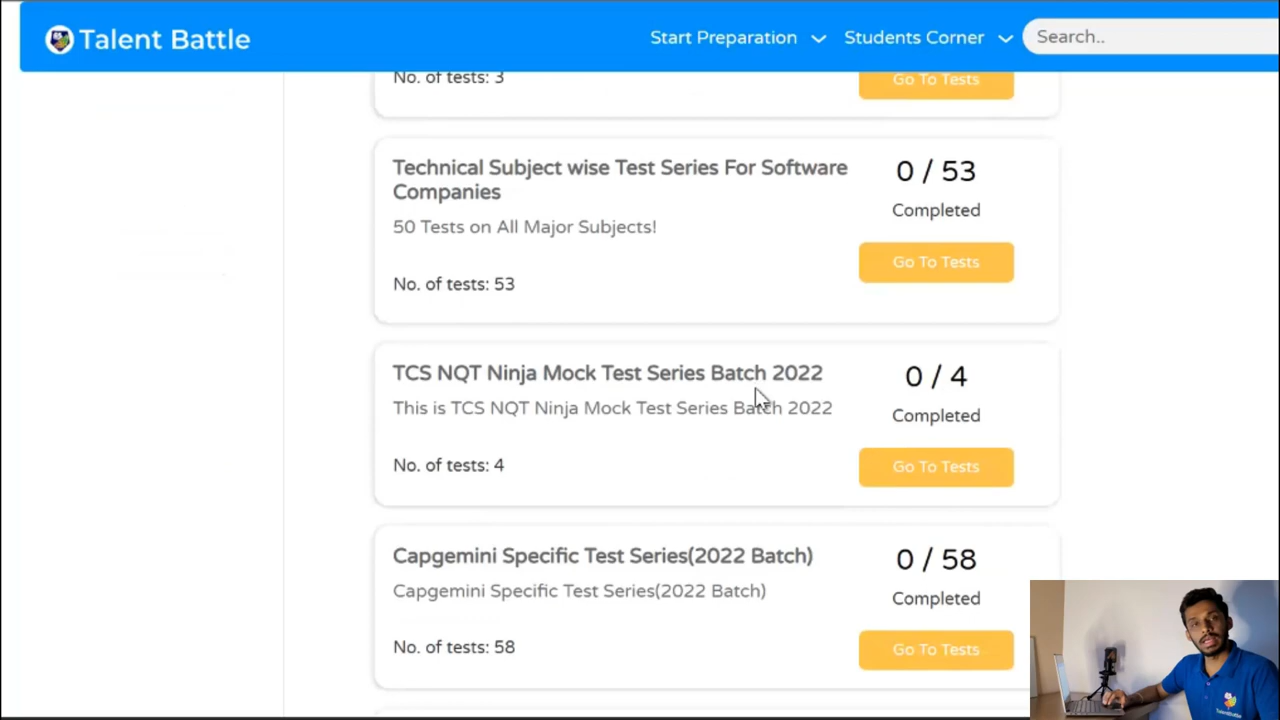 Talent Battle
Start Preparation
Students Corner
Search..
No. of tests: 3
Go To Tests
Technical Subject wise Test Series For Software
Companies
50 Tests on All Major Subjects!
No. of tests: 53
0 / 53
Completed
Go To Tests
TCS NQT Ninja Mock Test Series Batch 2022
This is TCS NQT Ninja Mock Test Series Batch 2022
No. of tests: 4
0 / 4
Completed
Go To Tests
Capgemini Specific Test Series(2022 Batch)
Capgemini Specific Test Series(2022 Batch)
No. of tests: 58
0 / 58
Completed
Go To Tests